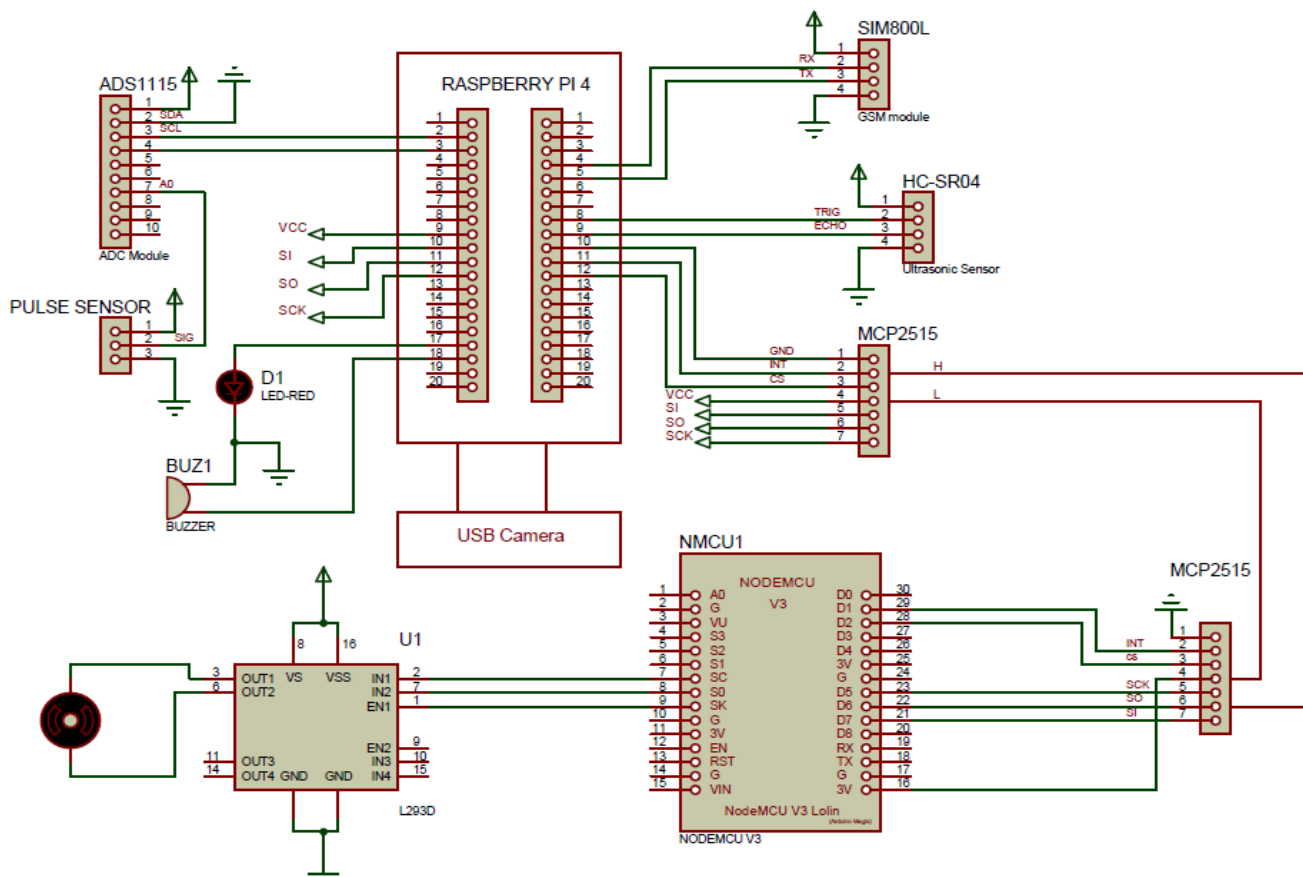 SIM800L
1
RX 2
TX 3
4
GSM module
ADS1115
1
SDA 2
SCL 3
4
5
6
A0 7
8
9
10
ADC Module
RASPBERRY PI 4
1 1
2 2
3 3
4 4
5 5
6 6
7 7
8 8
9 9
10 10
11 11
12 12
13 13
14 14
15 15
16 16
17 17
18 18
19 19
20 20
VCC
SI
SO
SCK
HC-SR04
1
TRIG 2
ECHO 3
4
Ultrasonic Sensor
PULSE SENSOR
1
SIG 2
3
D1
LED-RED
BUZ1
BUZZER
MCP2515
GND 1
INT 2
CS 3
VCC 4
SI 5
SO 6
SCK 7
H
L
USB Camera
NMCU1
NODEMCU
V3
1 A0 D0 30
2 G D1 29
3 VU D2 28
4 S3 D3 27
5 S2 D4 26
6 S1 3V 25
7 SC G 24
8 S0 D5 23
9 SK D6 22
10 G D7 21
11 3V D8 20
12 EN RX 19
13 RST TX 18
14 G G 17
15 VIN 3V 16
NodeMCU V3 Lolin
(Arduino Magix)
NODEMCU V3
MCP2515
1
INT 2
cs 3
4
SCK 5
SO 6
SI 7
U1
8 16
VS VSS
3 OUT1 IN1 2
6 OUT2 IN2 7
EN1 1
EN2 9
11 OUT3 IN3 10
14 OUT4 GND GND IN4 15
L293D